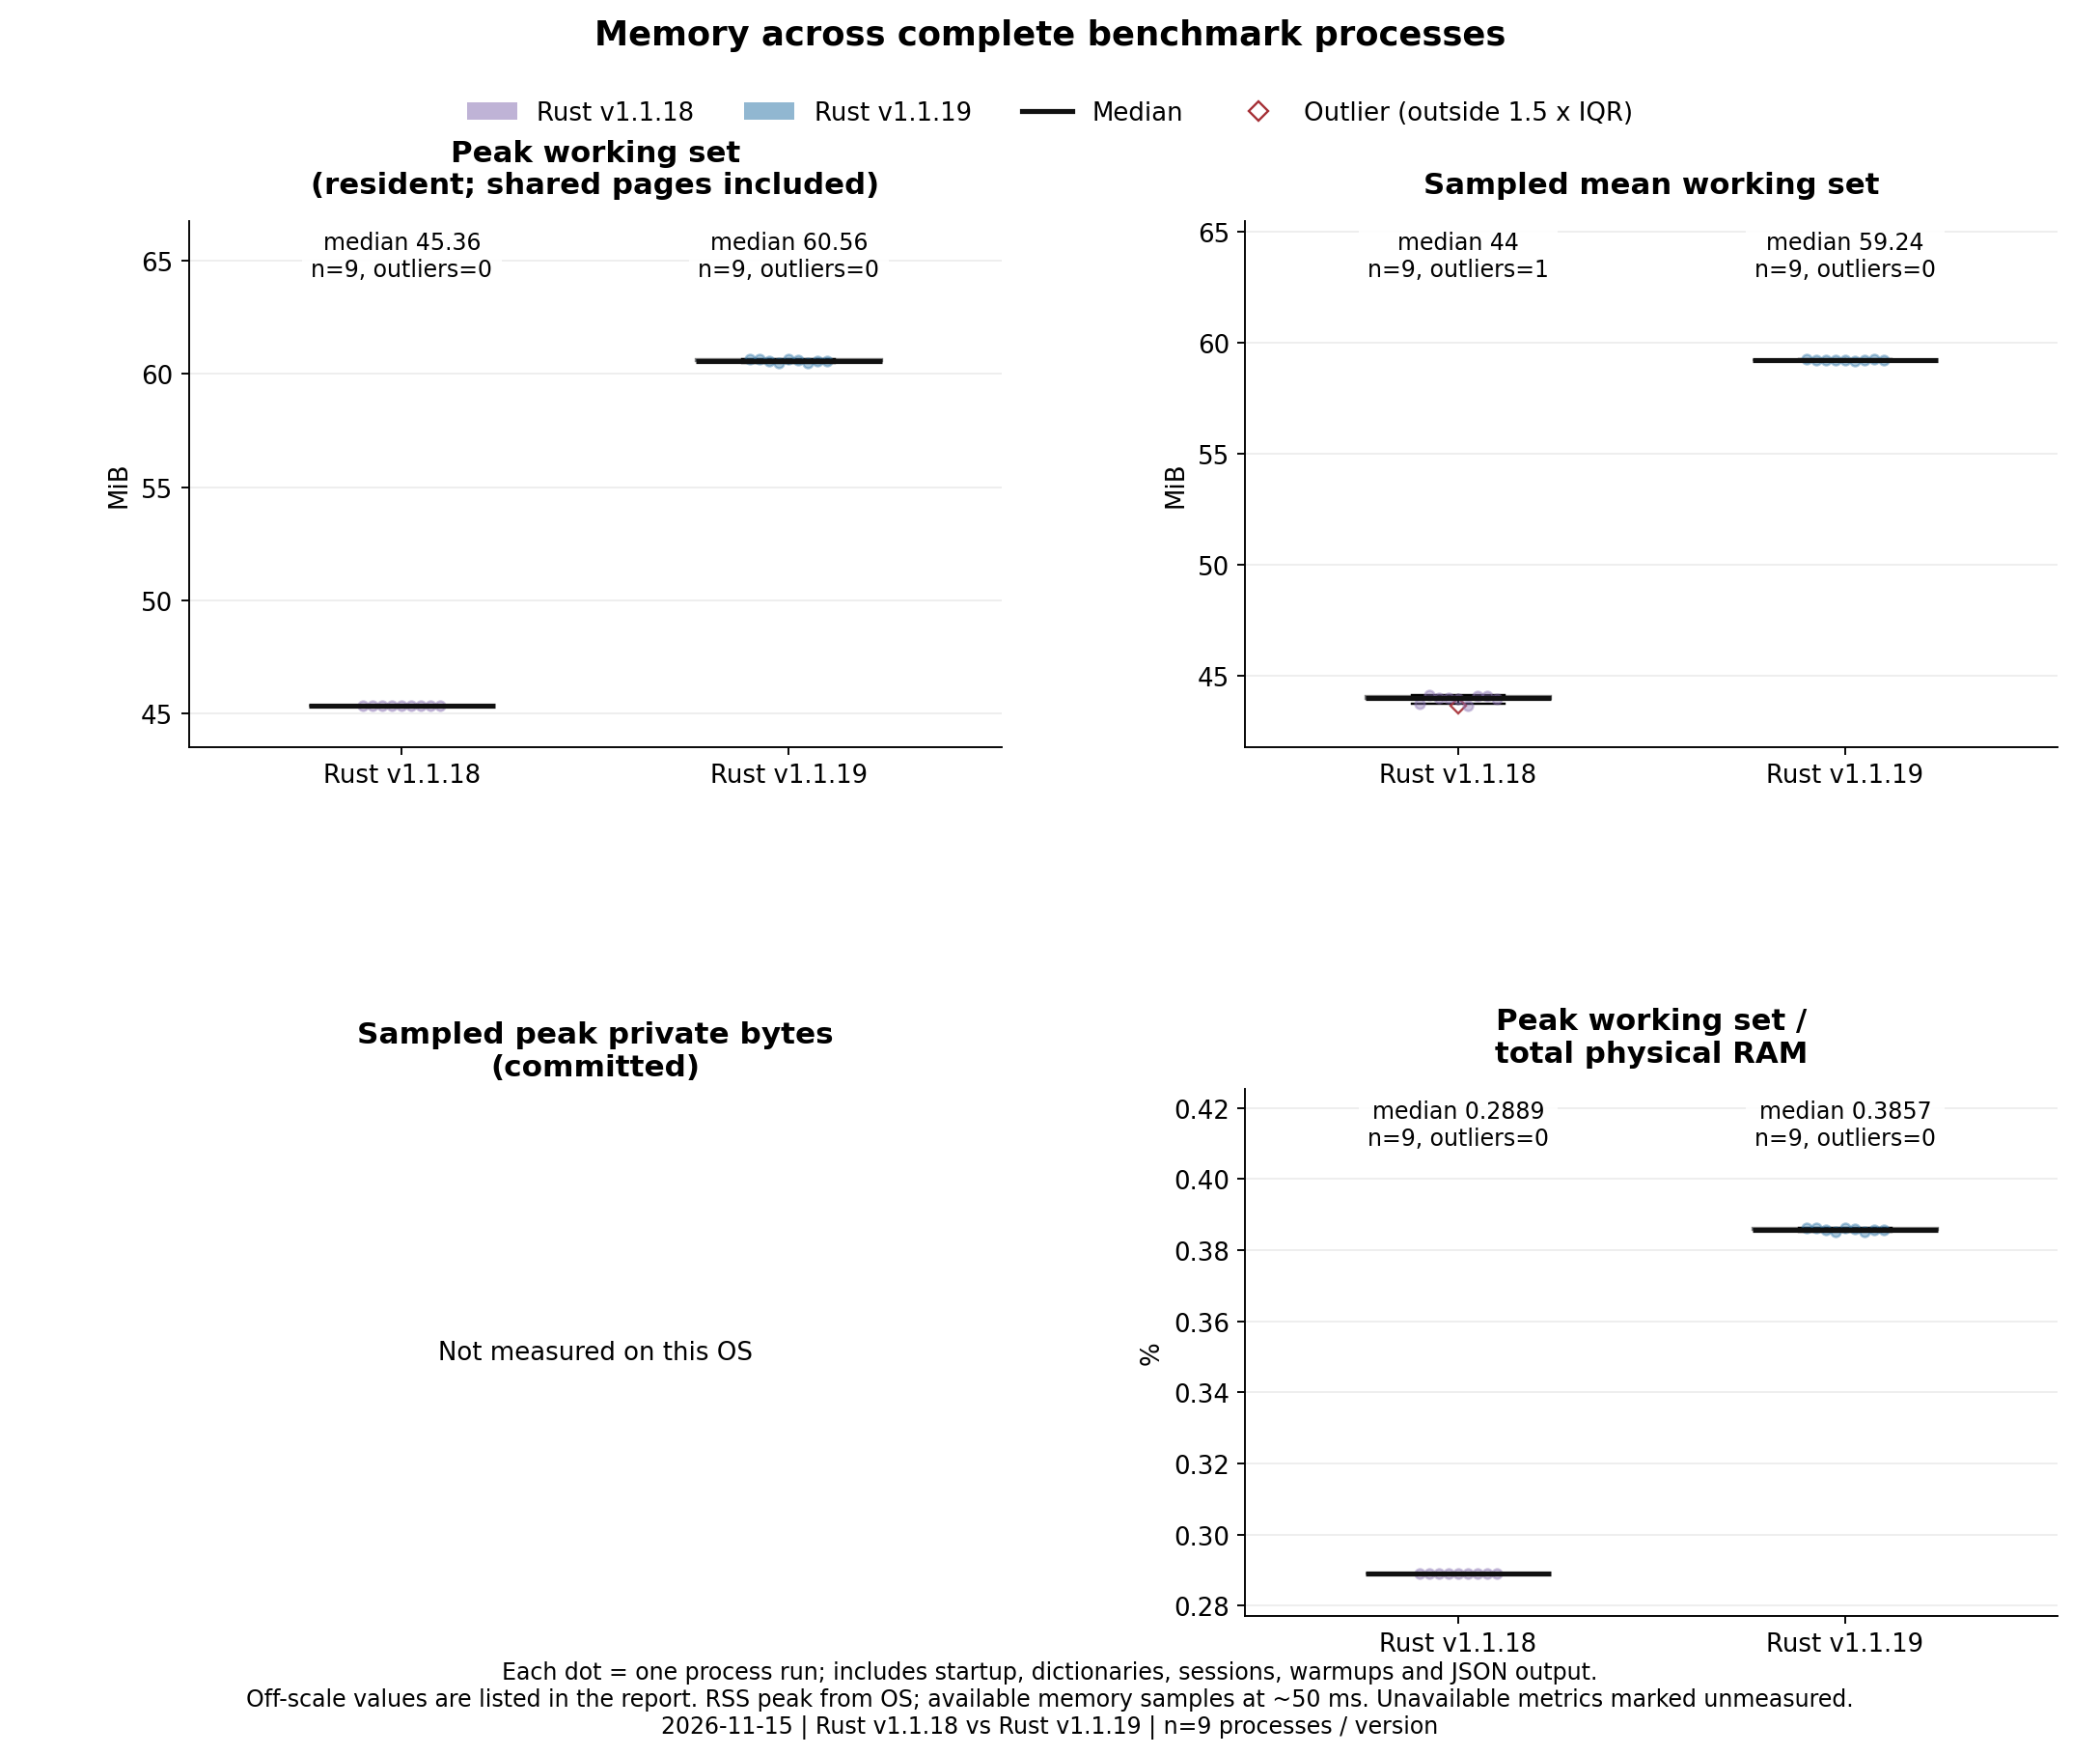 Memory across complete benchmark processes
Rust v1.1.18
Rust v1.1.19
Median
Outlier (outside 1.5 x IQR)
Peak working set
(resident; shared pages included)
median 45.36
n=9, outliers=0
median 60.56
n=9, outliers=0
65
60
55
50
45
MiB
Rust v1.1.18
Rust v1.1.19
Sampled mean working set
median 44
n=9, outliers=1
median 59.24
n=9, outliers=0
65
60
55
50
45
MiB
Rust v1.1.18
Rust v1.1.19
Sampled peak private bytes
(committed)
Not measured on this OS
Peak working set /
total physical RAM
median 0.2889
n=9, outliers=0
median 0.3857
n=9, outliers=0
0.42
0.40
0.38
0.36
0.34
0.32
0.30
0.28
%
Rust v1.1.18
Rust v1.1.19
Each dot = one process run; includes startup, dictionaries, sessions, warmups and JSON output.
Off-scale values are listed in the report. RSS peak from OS; available memory samples at ~50 ms. Unavailable metrics marked unmeasured.
2026-11-15 | Rust v1.1.18 vs Rust v1.1.19 | n=9 processes / version